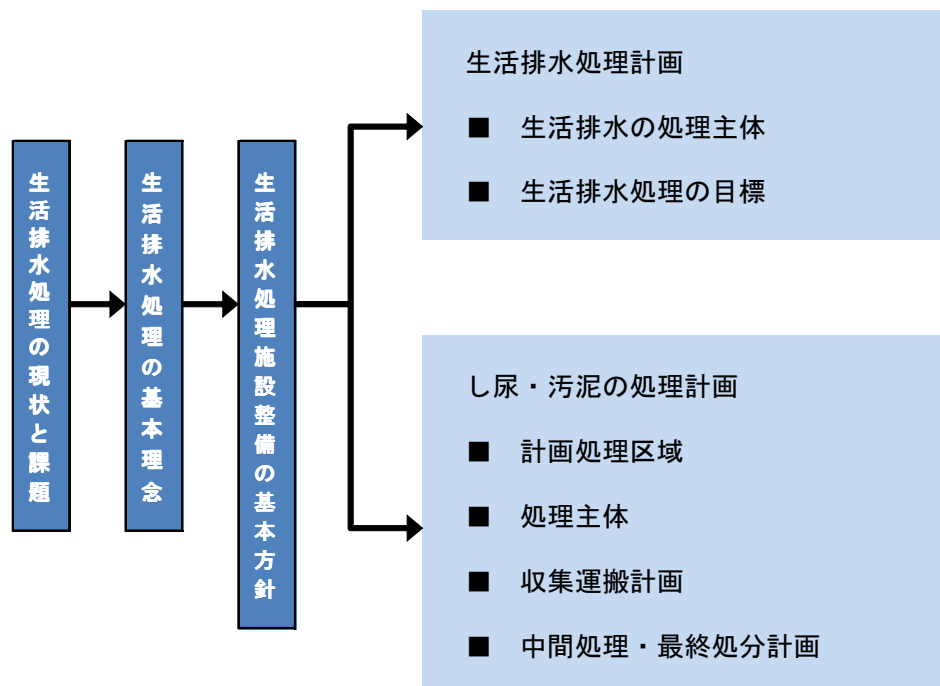 生活排水処理の現状と課題
生活排水処理の基本理念
生活排水処理施設整備の基本方針
生活排水処理計画
■ 生活排水の処理主体
■ 生活排水処理の目標
し尿・汚泥の処理計画
■ 計画処理区域
■ 処理主体
■ 収集運搬計画
■ 中間処理・最終処分計画